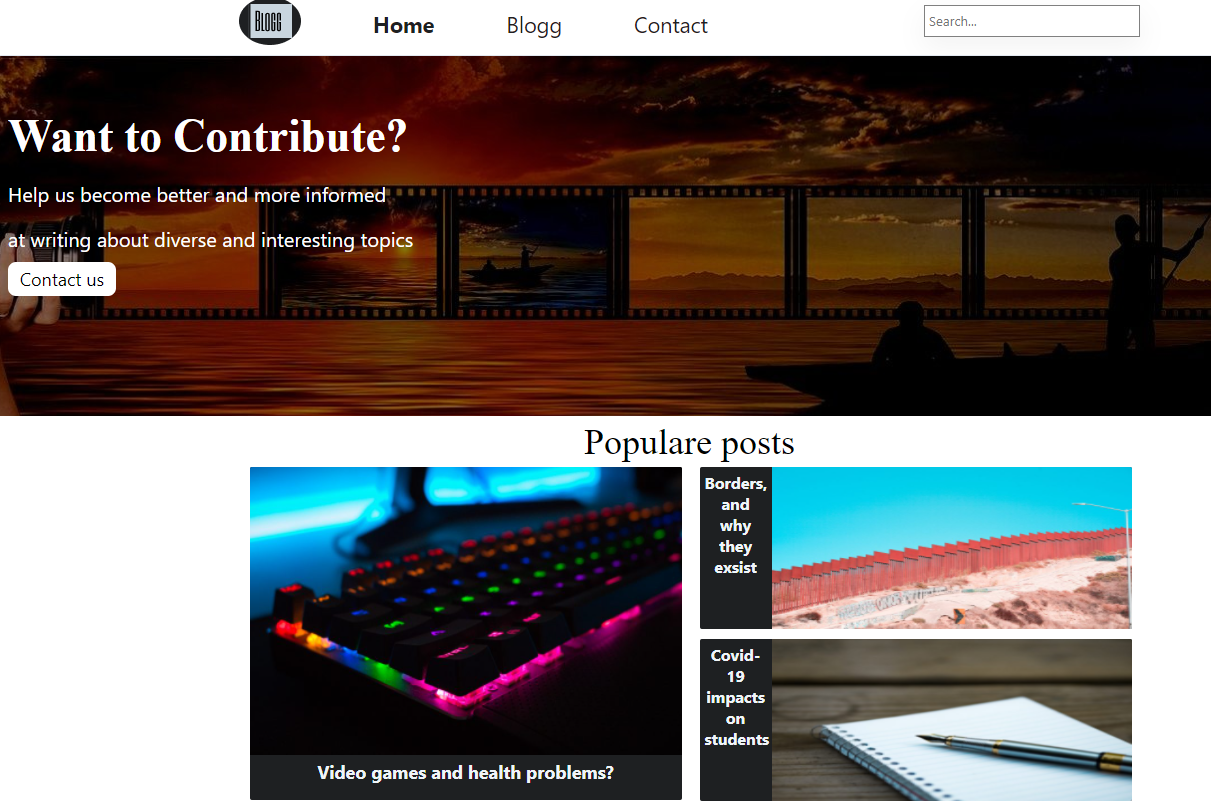 Blogg
Home Blogg Contact
Search...
Want to Contribute?
Help us become better and more informed
at writing about diverse and interesting topics
Contact us
Populare posts
Video games and health problems?
Borders,
and
why
they
exsist
Covid-
19
impacts
on
students